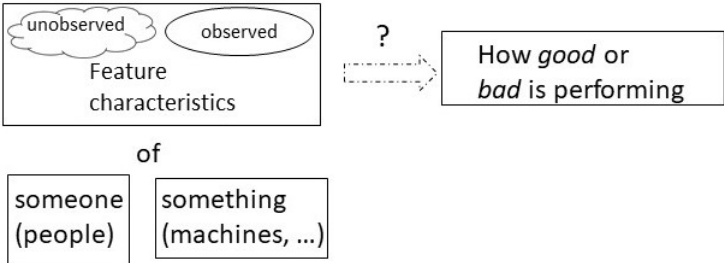 unobserved
observed
Feature
characteristics
?
How good or
bad is performing
of
someone
(people)
something
(machines, ...)